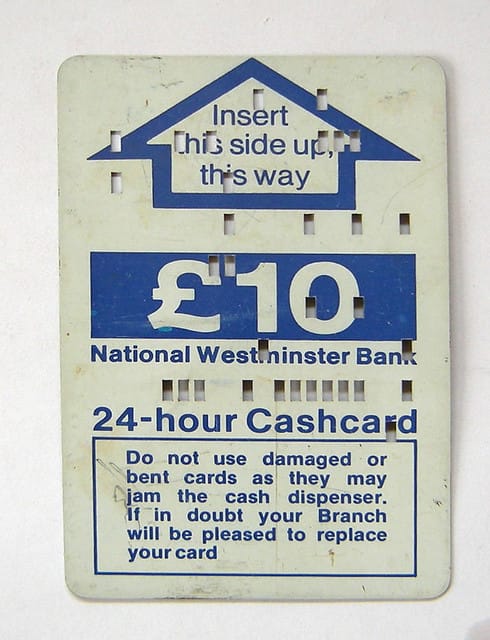 Insert
this side up,
this way
£10
National Westminster Bank
24-hour Cashcard
Do not use damaged or
bent cards as they may
jam the cash dispenser.
If in doubt your Branch
will be pleased to replace
your card